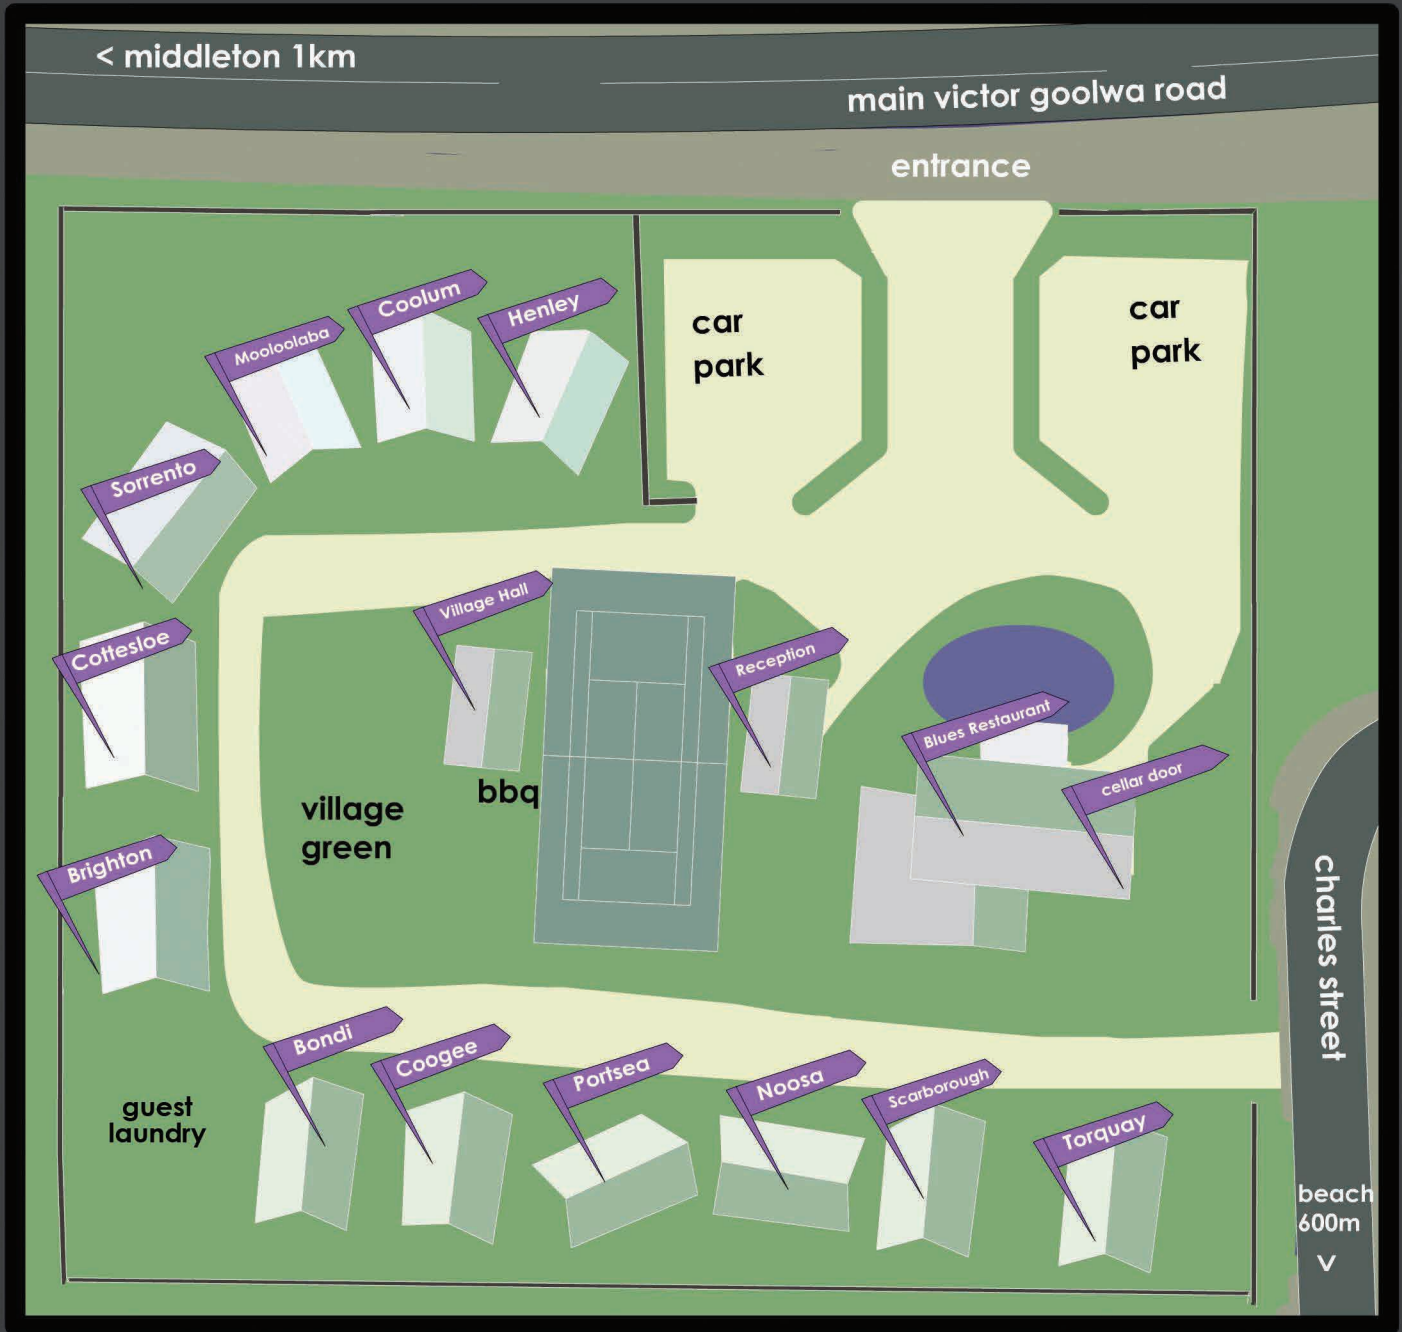 < middleton 1km
main victor goolwa road
entrance
Coolum
Henley
Mooloolaba
car
park
car
park
Sorrento
Village Hall
Cottesloe
Reception
Blues Restaurant
cellar door
bbq
village
green
Brighton
charles street
Bondi
Coogee
Portsea
Noosa
Scarborough
guest
laundry
Torquay
beach
600m
>